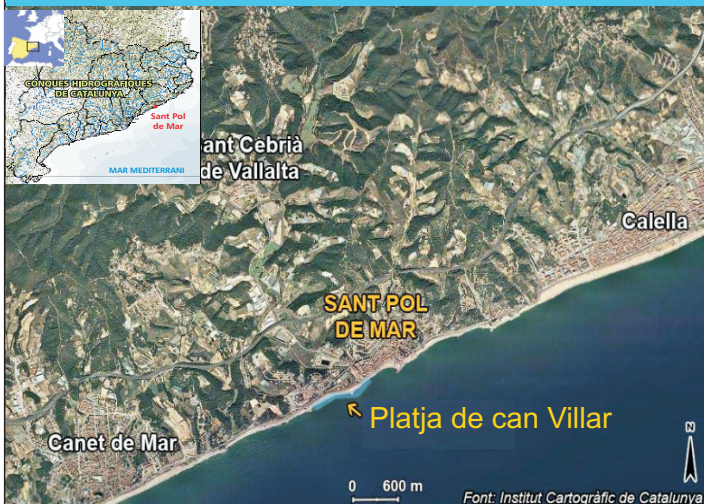 CONQUES HIDROGRÀFIQUES
DE CATALUNYA
Sant Pol
de Mar
MAR MEDITERRANI
Sant Cebrià
de Vallalta
Calella
SANT POL
DE MAR
Platja de can Villar
Canet de Mar
N
0 600 m
Font: Institut Cartogràfic de Catalunya